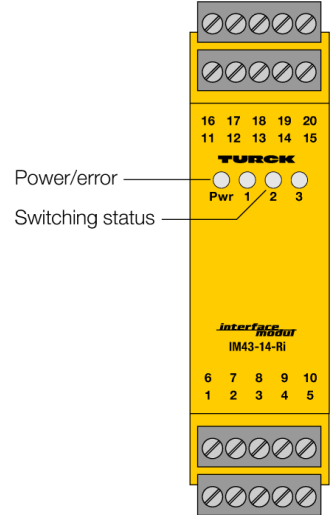 16 17 18 19 20
11 12 13 14 15
TURCK
Power/error
Pwr 1 2 3
Switching status
interface
modul
IM43-14-Ri
6 7 8 9 10
1 2 3 4 5